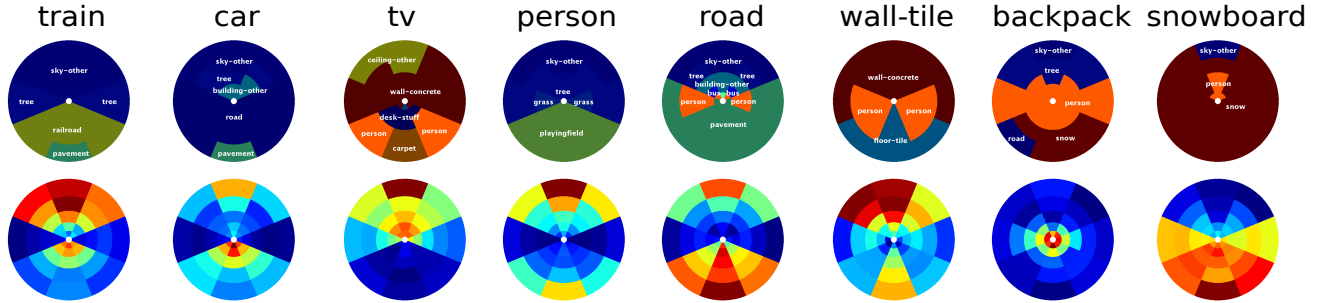 train car tv person road wall-tile backpack snowboard
sky-other
tree tree
railroad
pavement
sky-other
tree
building-other
road
pavement
ceiling-other
wall-concrete
desk-stuff
person person
carpet
sky-other
tree
grass grass
playingfield
sky-other
tree tree
building-other
bus bus
person person
pavement
wall-concrete
person person
floor-tile
sky-other
tree
person
road snow
sky-other
person
snow